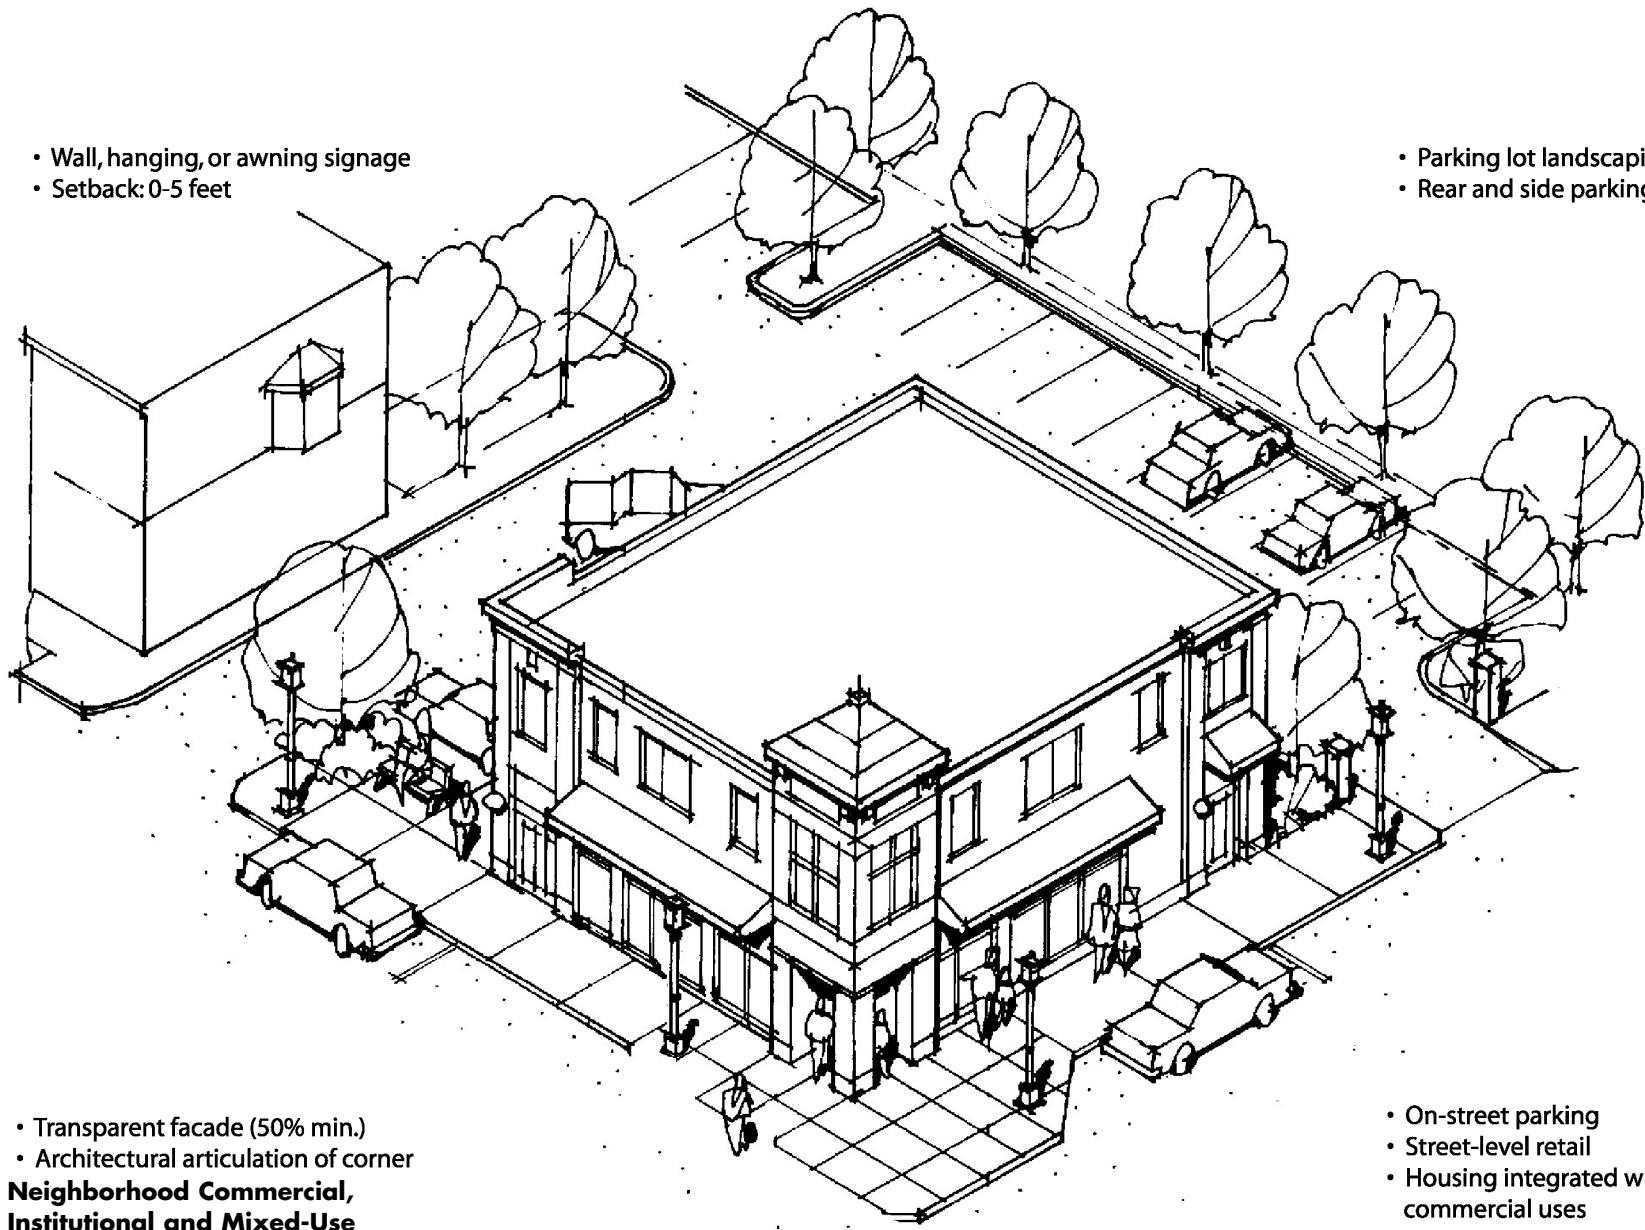 • Wall, hanging, or awning signage
• Setback: 0-5 feet
• Parking lot landscapi
• Rear and side parking
• Transparent facade (50% min.)
• Architectural articulation of corner
Neighborhood Commercial,
Institutional and Mixed-Use
• On-street parking
• Street-level retail
• Housing integrated w
commercial uses